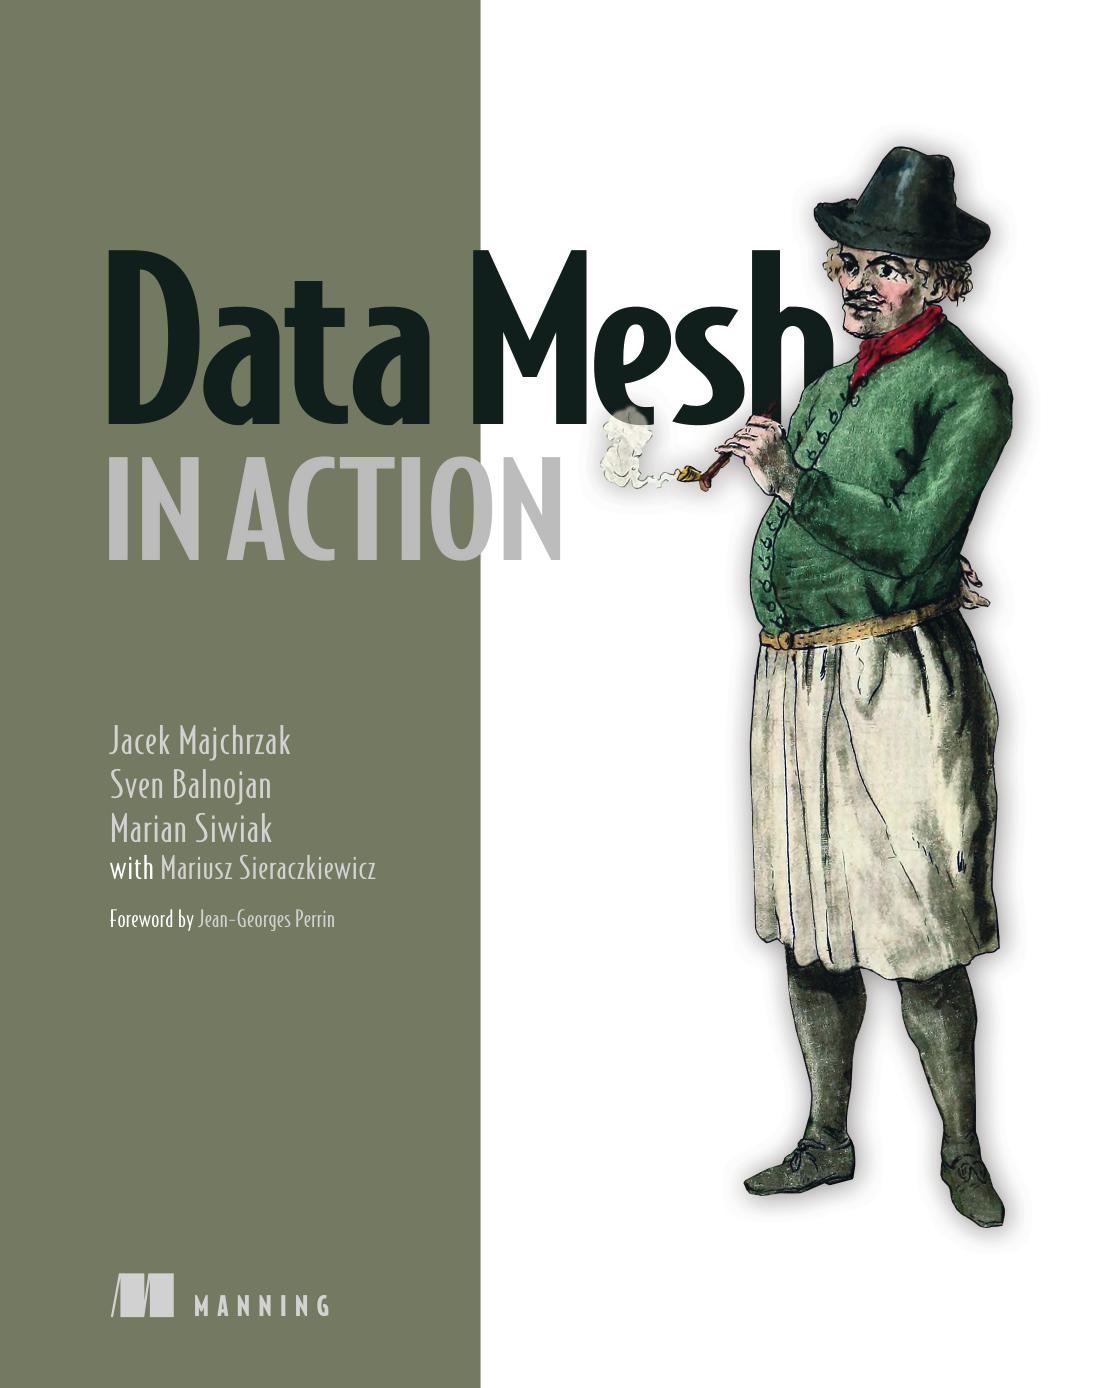 Data Mesh
IN ACTION
Jacek Majchrzak
Sven Balnojan
Marian Siwiak
with Mariusz Sieraczkiewicz
Foreword by Jean-Georges Perrin
MANNING